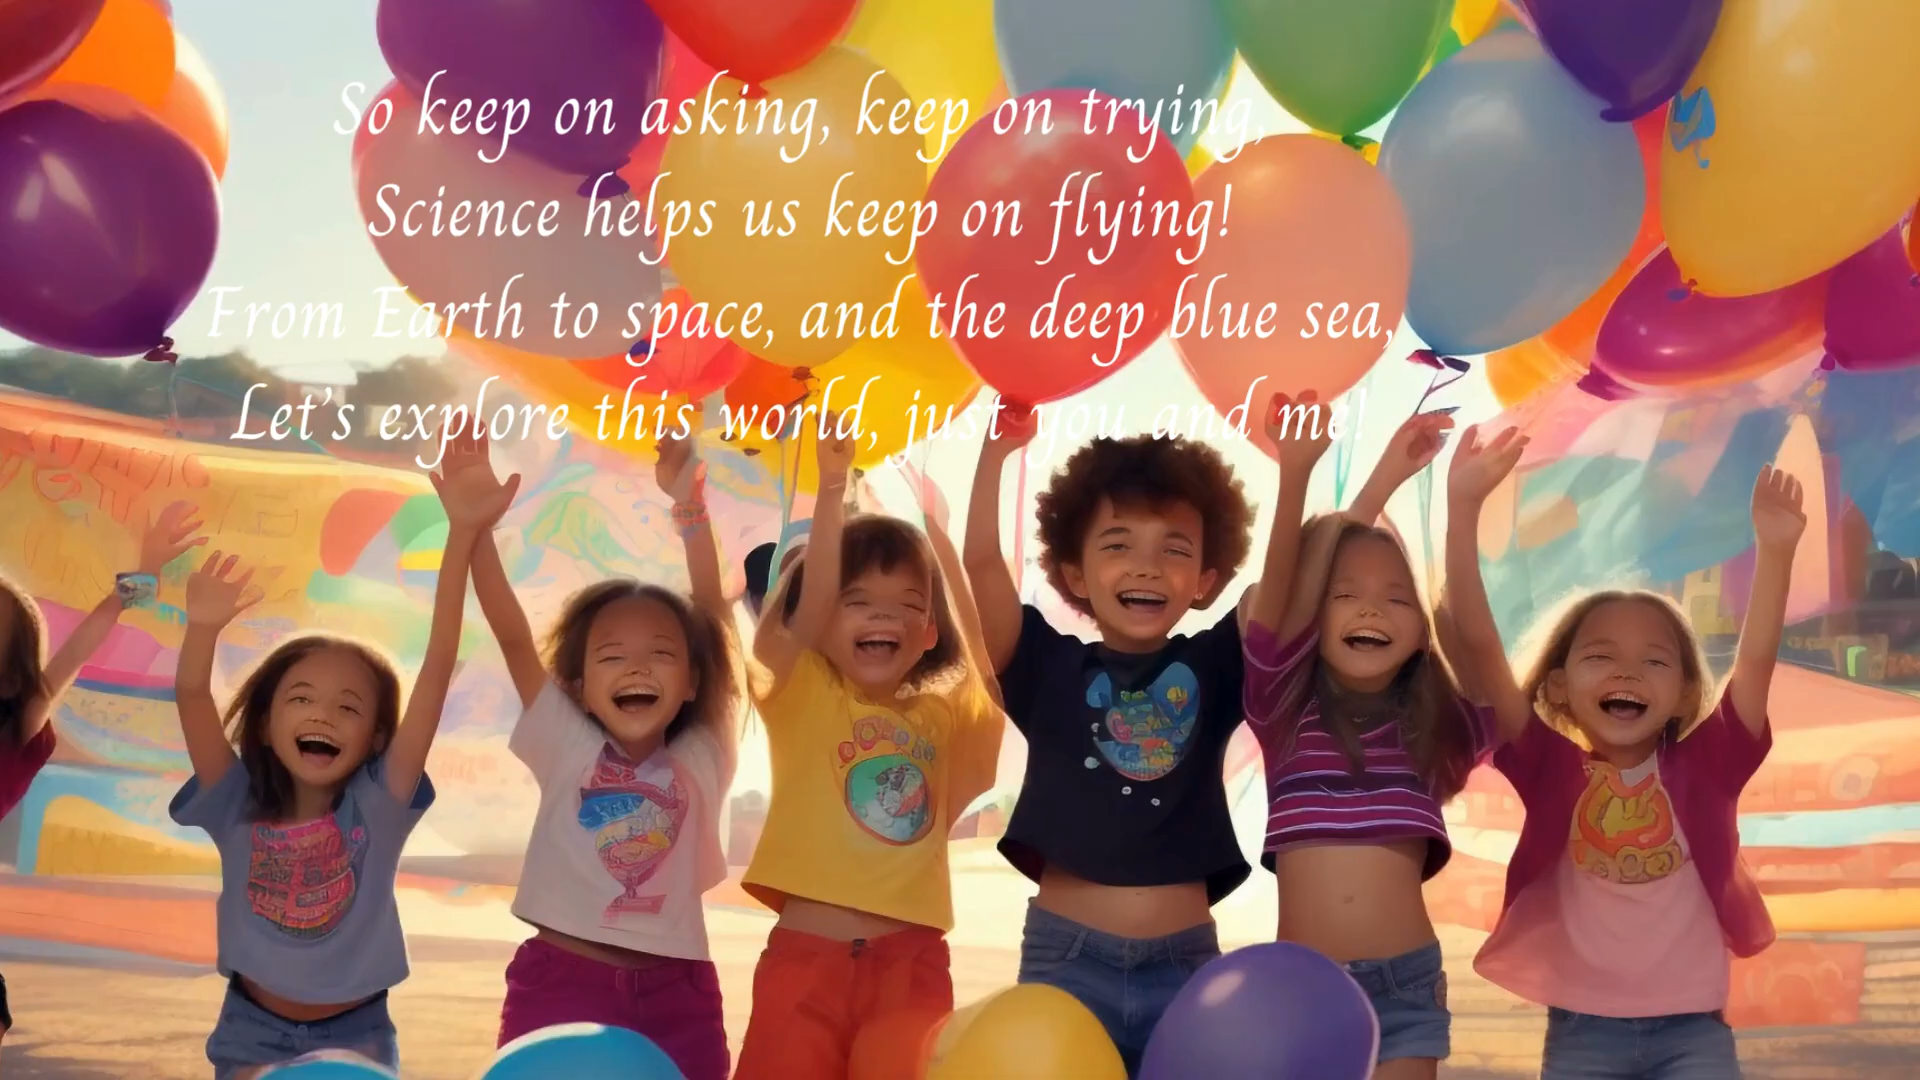 So keep on asking, keep on trying,
Science helps us keep on flying!
From Earth to space, and the deep blue sea,
Let's explore this world, just you and me!